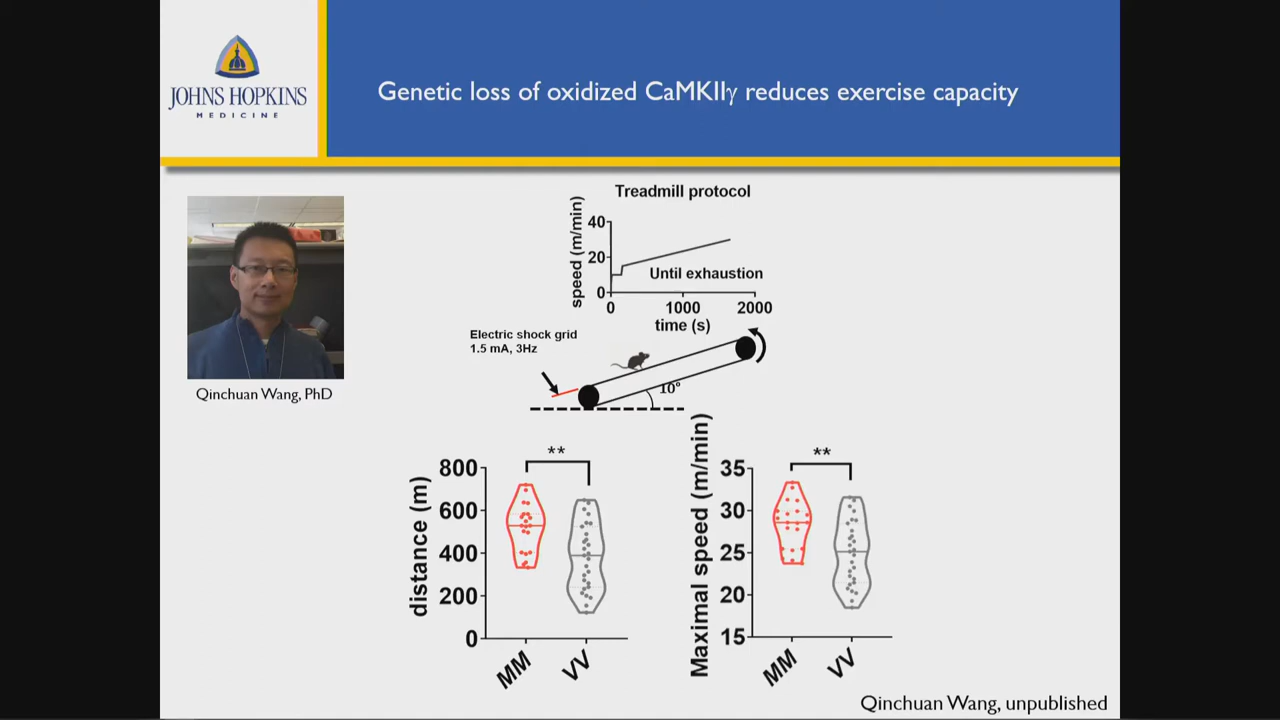 JOHNS HOPKINS
MEDICINE
Genetic loss of oxidized CaMKIIγ reduces exercise capacity
Qinchuan Wang, PhD
Treadmill protocol
speed (m/min)
40
20
0
Until exhaustion
0 1000 2000
time (s)
Electric shock grid
1.5 mA, 3Hz
10°
distance (m)
800
600
400
200
0
**
MM VV
Maximal speed (m/min)
35
30
25
20
15
**
MM VV
Qinchuan Wang, unpublished